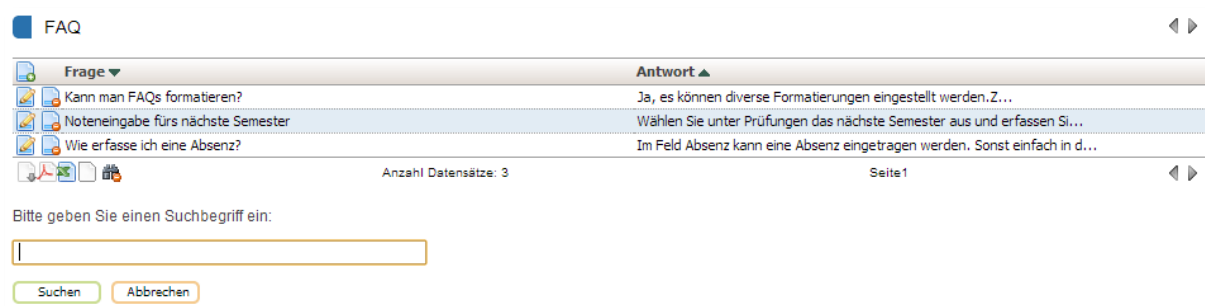 FAQ
Frage Antwort
Kann man FAQs formatieren? Ja, es können diverse Formatierungen eingestellt werden.Z...
Noteneingabe fürs nächste Semester Wählen Sie unter Prüfungen das nächste Semester aus und erfassen Si...
Wie erfasse ich eine Absenz? Im Feld Absenz kann eine Absenz eingetragen werden. Sonst einfach in d...
Anzahl Datensätze: 3 Seite1
Bitte geben Sie einen Suchbegriff ein:
Suchen Abbrechen